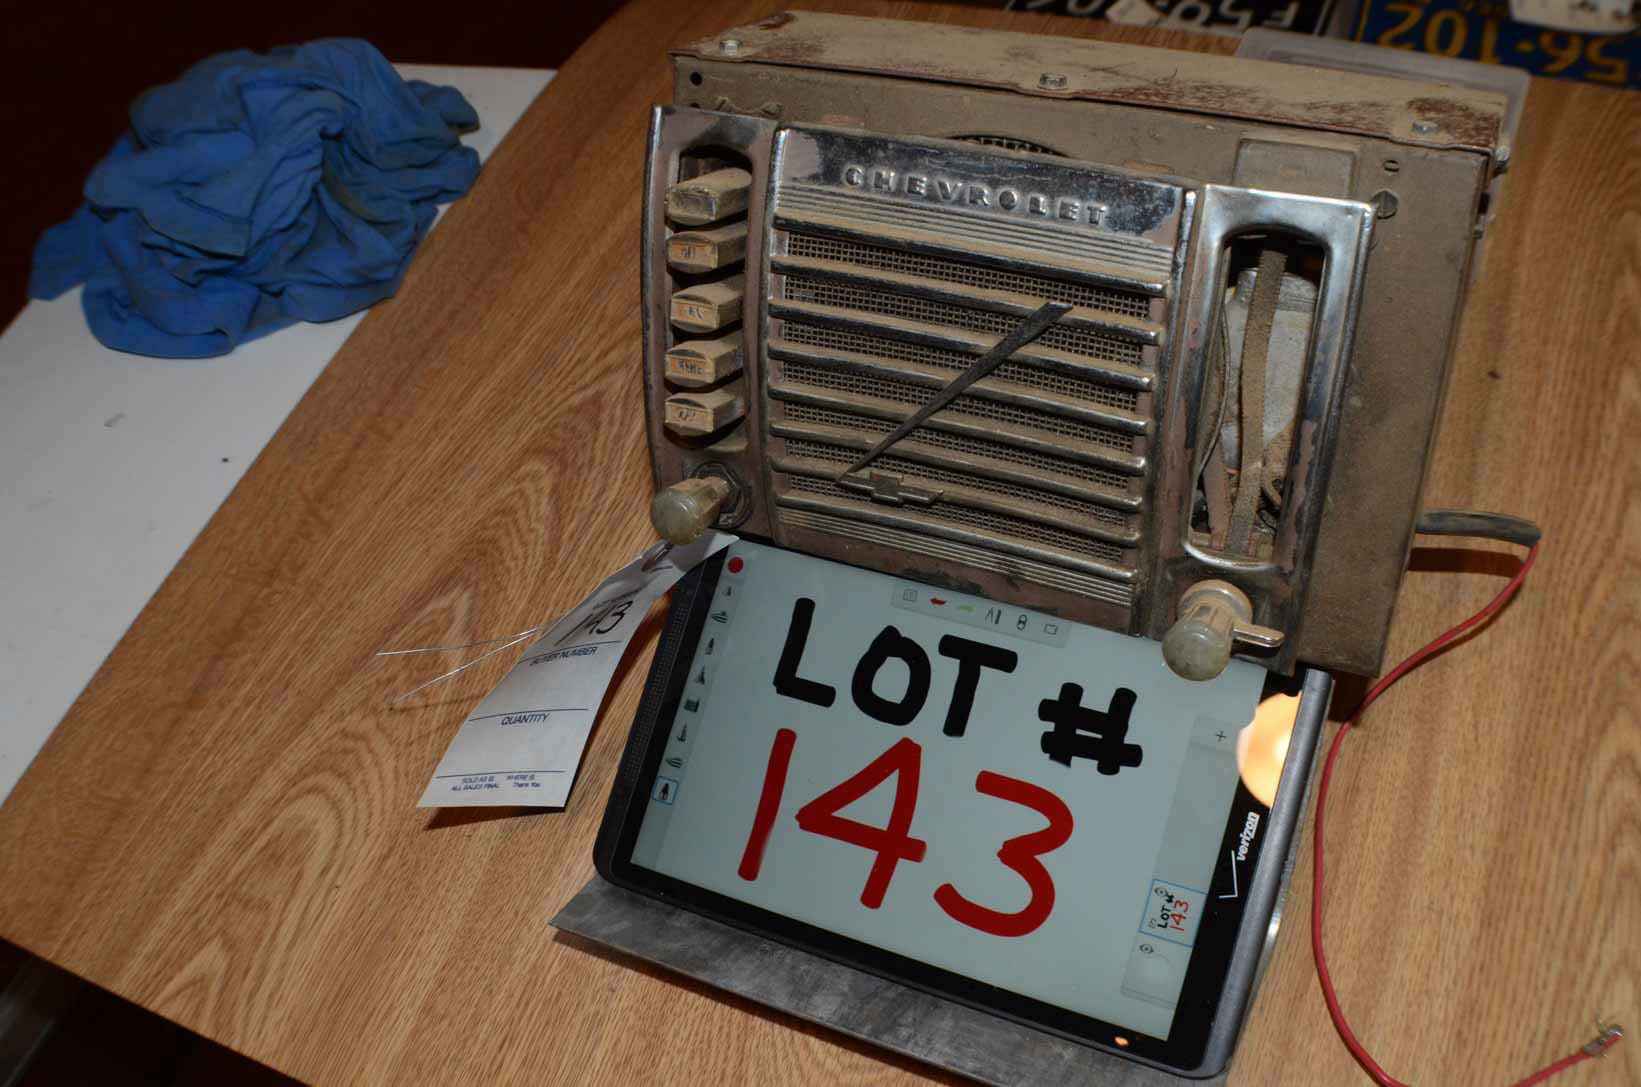 CHEVROLET
LOT #
143
verizon
LOT #
143
143
BUYER NUMBER
QUANTITY
SOLD AS IS WHERE IS
ALL SALES FINAL Thank You
56·102